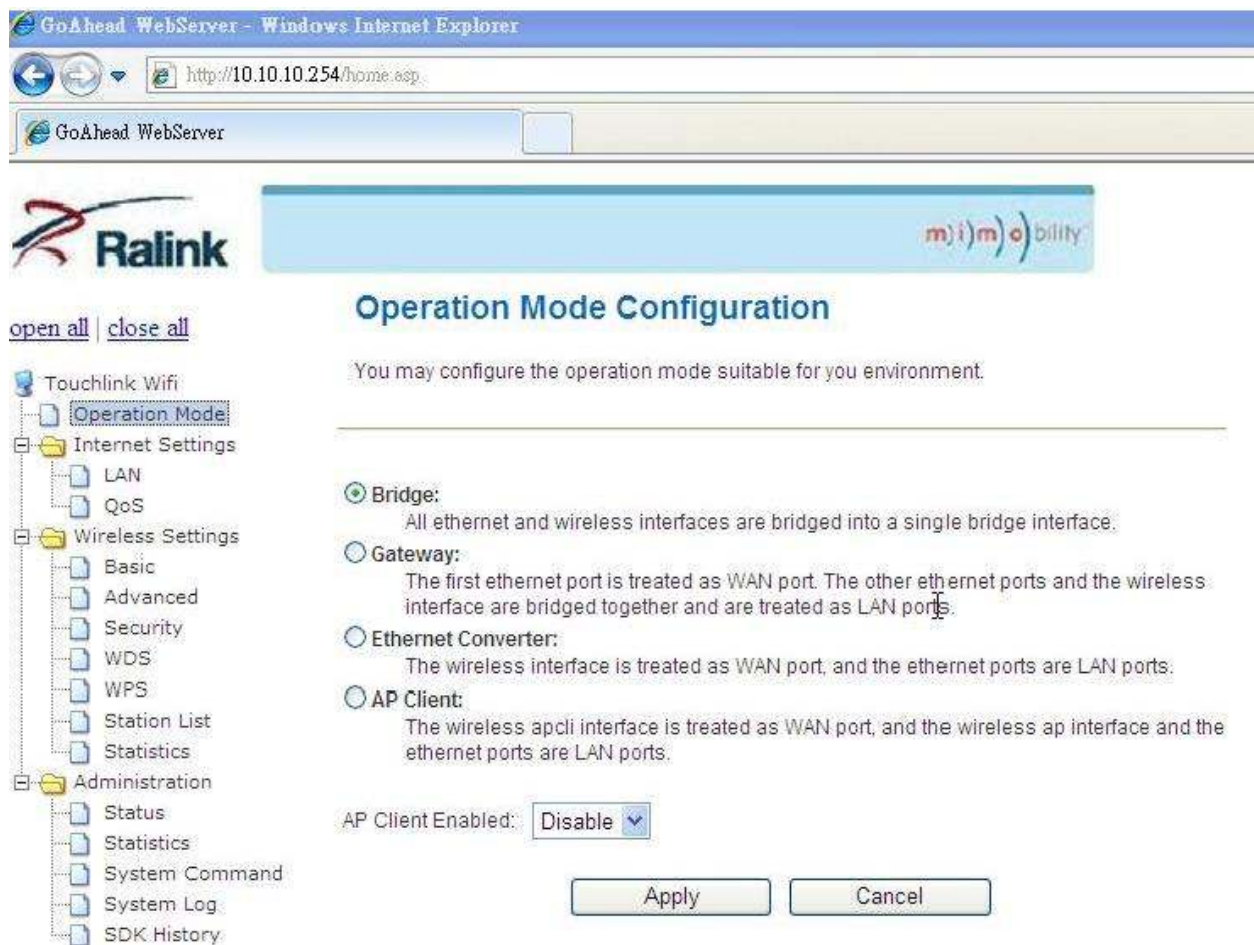 GoAhead WebServer - Windows Internet Explorer
http://10.10.10.254/home.asp
GoAhead WebServer
Ralink
m)i)m)o)bility
open all | close all
Touchlink Wifi
Operation Mode
Internet Settings
LAN
QoS
Wireless Settings
Basic
Advanced
Security
WDS
WPS
Station List
Statistics
Administration
Status
Statistics
System Command
System Log
SDK History
Operation Mode Configuration
You may configure the operation mode suitable for you environment.
Bridge:
All ethernet and wireless interfaces are bridged into a single bridge interface.
Gateway:
The first ethernet port is treated as WAN port. The other ethernet ports and the wireless
interface are bridged together and are treated as LAN ports.
Ethernet Converter:
The wireless interface is treated as WAN port, and the ethernet ports are LAN ports.
AP Client:
The wireless apcli interface is treated as WAN port, and the wireless ap interface and the
ethernet ports are LAN ports.
AP Client Enabled: Disable
Apply Cancel